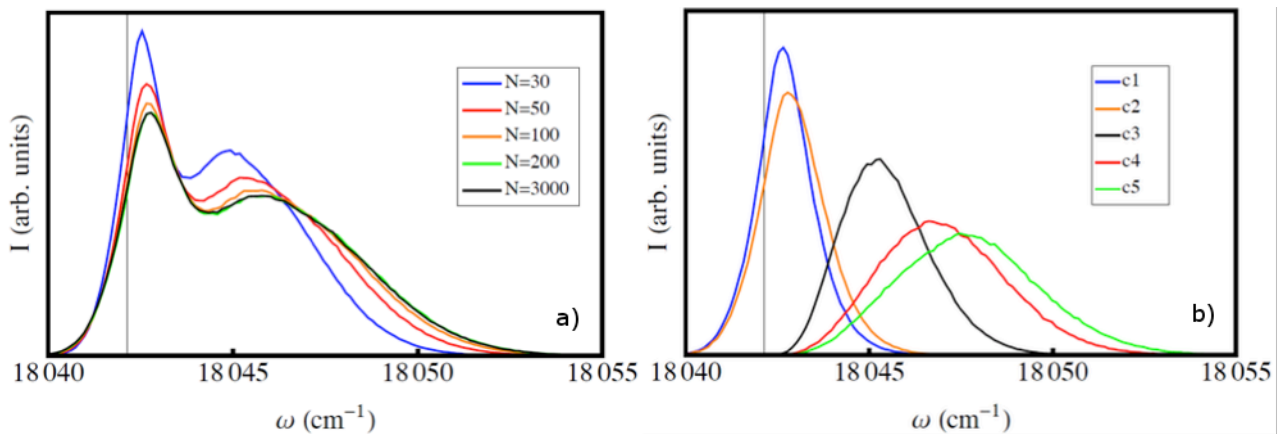 I (arb. units)
N=30
N=50
N=100
N=200
N=3000
a)
18 040
18 045
18 050
18 055
ω (cm⁻¹)
I (arb. units)
c1
c2
c3
c4
c5
b)
18 040
18 045
18 050
18 055
ω (cm⁻¹)